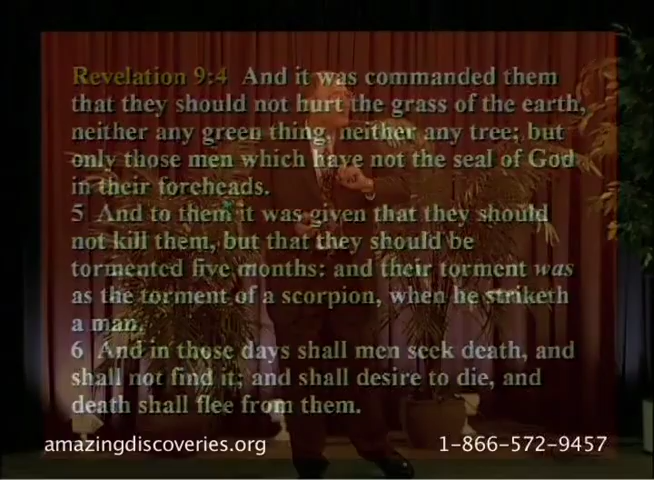 Revelation 9:4 And it was commanded them
that they should not hurt the grass of the earth,
neither any green thing, neither any tree; but
only those men which have not the seal of God
in their foreheads.
5 And to them it was given that they should
not kill them, but that they should be
tormented five months: and their torment was
as the torment of a scorpion, when he striketh
a man.
6 And in those days shall men seek death, and
shall not find it; and shall desire to die, and
death shall flee from them.
amazingdiscoveries.org 1-866-572-9457